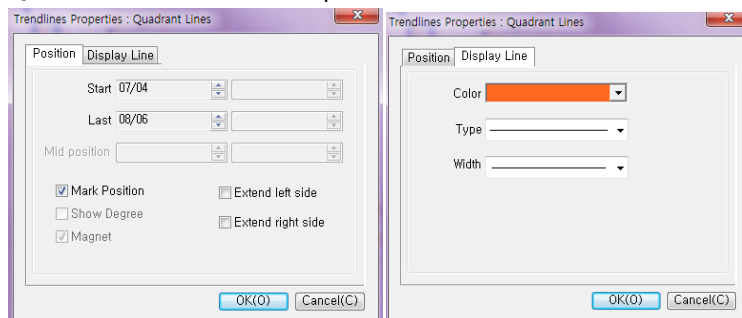 Trendlines Properties : Quadrant Lines
Position Display Line
Start 07/04
Last 08/06
Mid position
Mark Position Extend left side
Show Degree Extend right side
Magnet
OK(O) Cancel(C)
Trendlines Properties : Quadrant Lines
Position Display Line
Color
Type
Width
OK(O) Cancel(C)